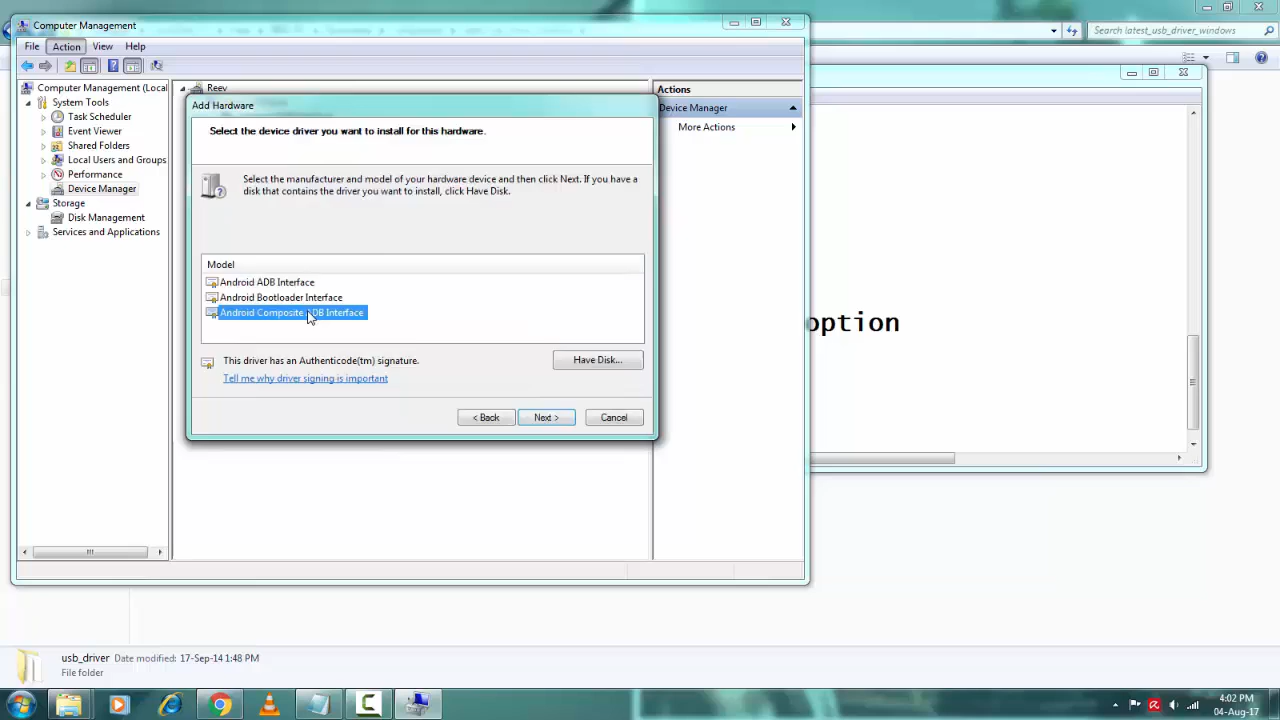 Computer Management
Search latest_usb_driver_windows
File Action View Help
Computer Management (Local
System Tools
Task Scheduler
Event Viewer
Shared Folders
Local Users and Groups
Performance
Device Manager
Storage
Disk Management
Services and Applications
Reev
Actions
Device Manager
More Actions
Add Hardware
Select the device driver you want to install for this hardware.
Select the manufacturer and model of your hardware device and then click Next. If you have a
disk that contains the driver you want to install, click Have Disk.
Model
Android ADB Interface
Android Bootloader Interface
Android Composite ADB Interface
This driver has an Authenticode(tm) signature.
Have Disk...
Tell me why driver signing is important
< Back Next > Cancel
option
usb_driver Date modified: 17-Sep-14 1:48 PM
File folder
4:02 PM
04-Aug-17